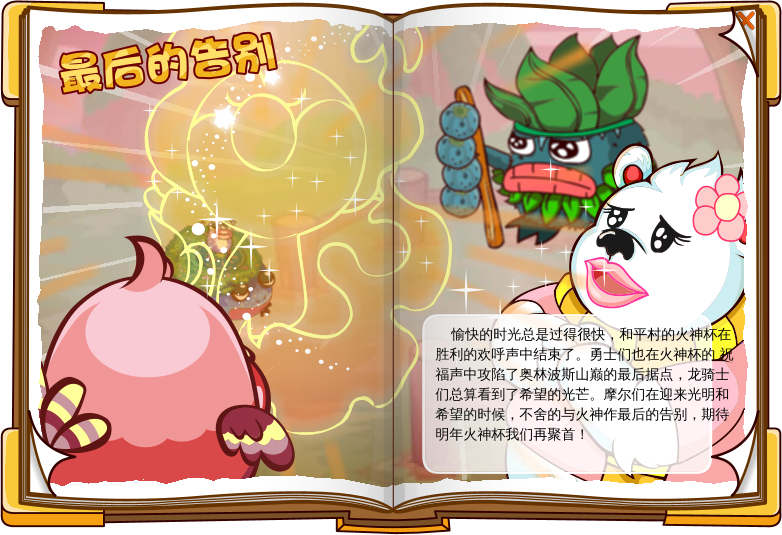 最后的告别
愉快的时光总是过得很快，和平村的火神杯在
胜利的欢呼声中结束了。勇士们也在火神杯的 祝
福声中攻陷了奥林波斯山巅的最后据点，龙骑士
们总算看到了希望的光芒。摩尔们在迎来光明和
希望的时候，不舍的与火神作最后的告别，期待
明年火神杯我们再聚首！